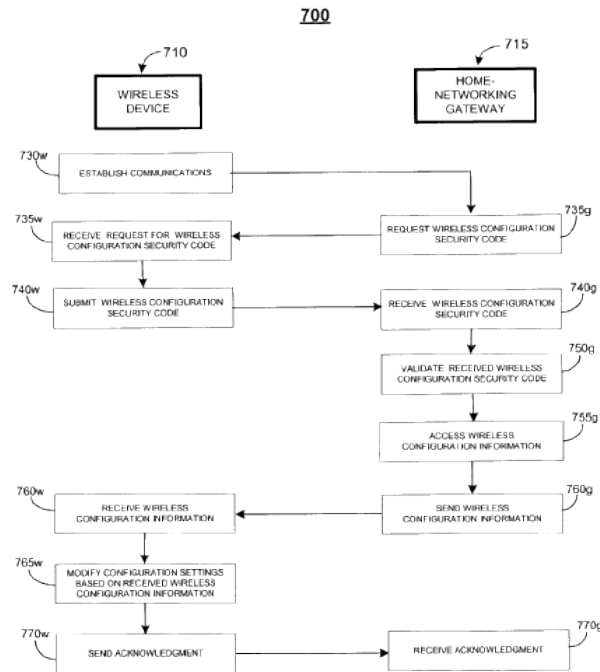 700
710
715
WIRELESS
DEVICE
HOME-
NETWORKING
GATEWAY
730w
ESTABLISH COMMUNICATIONS
735w
RECEIVE REQUEST FOR WIRELESS
CONFIGURATION SECURITY CODE
735g
REQUEST WIRELESS CONFIGURATION
SECURITY CODE
740w
SUBMIT WIRELESS CONFIGURATION
SECURITY CODE
740g
RECEIVE WIRELESS CONFIGURATION
SECURITY CODE
750g
VALIDATE RECEIVED WIRELESS
CONFIGURATION SECURITY CODE
755g
ACCESS WIRELESS
CONFIGURATION INFORMATION
760w
RECEIVE WIRELESS
CONFIGURATION INFORMATION
760g
SEND WIRELESS
CONFIGURATION INFORMATION
765w
MODIFY CONFIGURATION SETTINGS
BASED ON RECEIVED WIRELESS
CONFIGURATION INFORMATION
770w
SEND ACKNOWLEDGMENT
770g
RECEIVE ACKNOWLEDGMENT